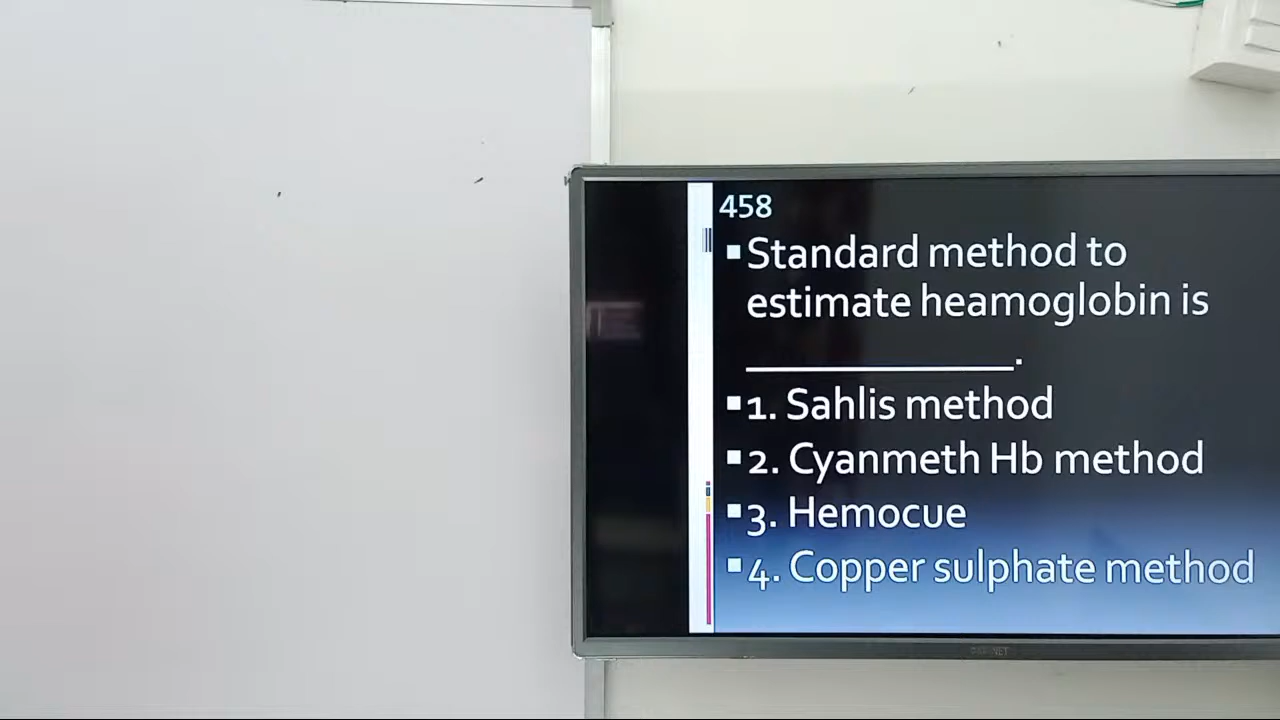 458
▪Standard method to
estimate heamoglobin is
______________.
▪1. Sahlis method
▪2. Cyanmeth Hb method
▪3. Hemocue
▪4. Copper sulphate method